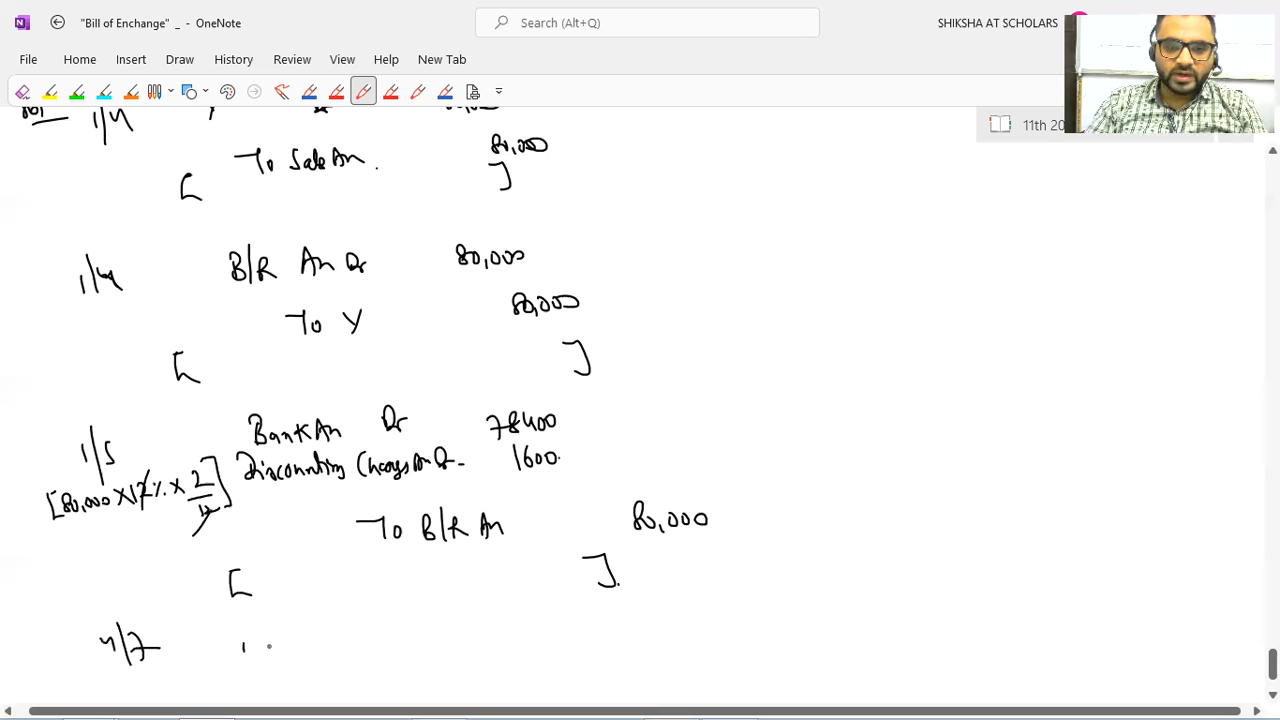 "Bill of Enchange" _ - OneNote
Search (Alt+Q)
SHIKSHA AT SCHOLARS
File Home Insert Draw History Review View Help New Tab
11th 20
1/4 Y
To Sale A/c. 80,000
[ ]
1/4 B/R A/c Dr 80,000
To Y 80,000
[ ]
1/5 Bank A/c Dr 78400
Discounting Charges A/c Dr- 1600.
[80,000 X 12% X 2/12]
To B/R A/c 80,000
[ ].
4/7